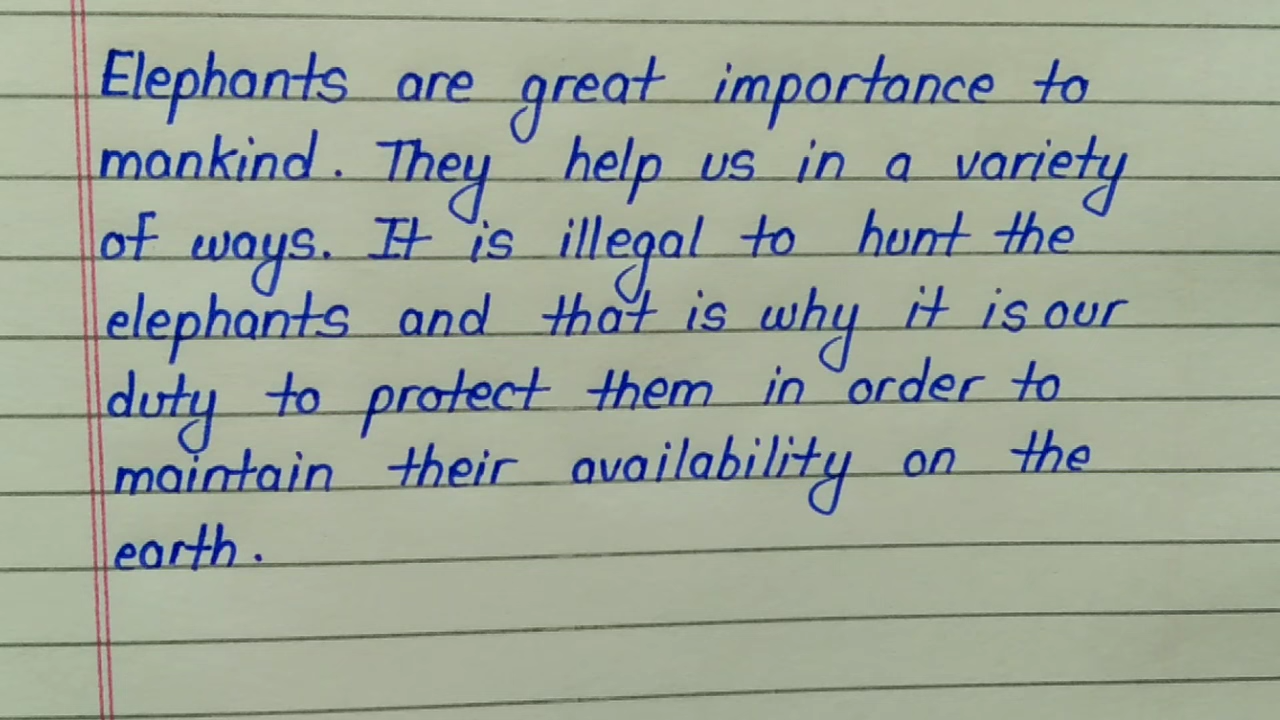 Elephants are great importance to
mankind. They help us in a variety
of ways. It is illegal to hunt the
elephants and that is why it is our
duty to protect them in order to
maintain their availability on the
earth.